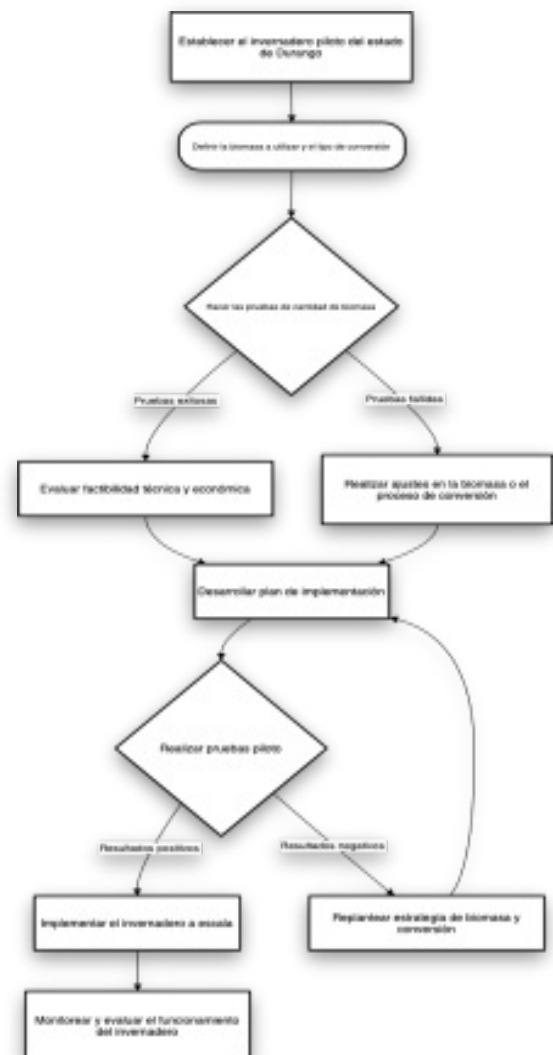 Establecer el invernadero piloto del estado
de Durango
Definir la biomasa a utilizar y el tipo de conversión
Hacer las pruebas de cantidad de biomasa
Pruebas exitosas
Pruebas fallidas
Evaluar factibilidad técnica y económica
Realizar ajustes en la biomasa o el
proceso de conversión
Desarrollar plan de implementación
Realizar pruebas piloto
Resultados positivos
Resultados negativos
Implementar el invernadero a escala
Replantear estrategia de biomasa y
conversión
Monitorear y evaluar el funcionamiento
del invernadero